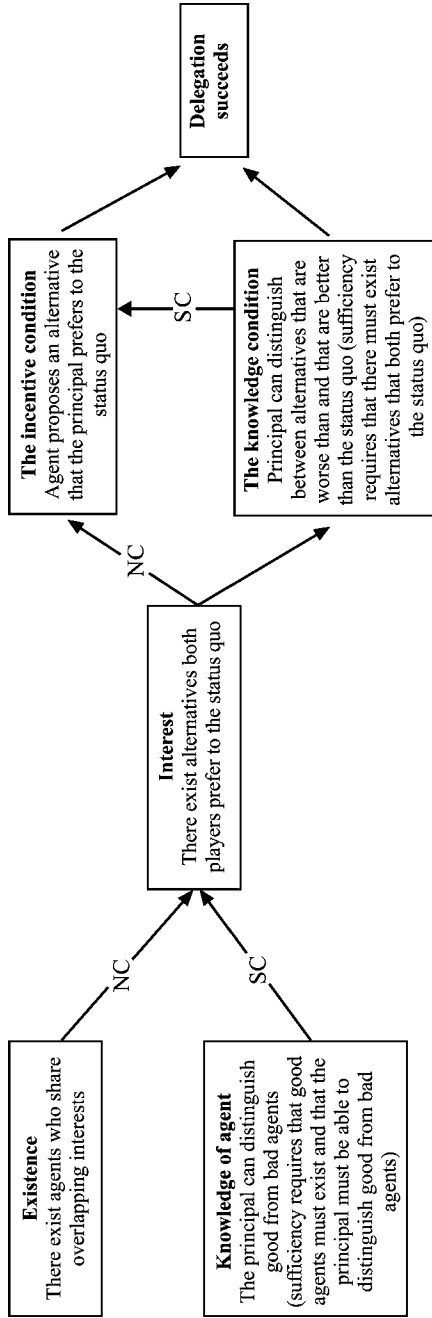 Existence
There exist agents who share
overlapping interests
Knowledge of agent
The principal can distinguish
good from bad agents
(sufficiency requires that good
agents must exist and that the
principal must be able to
distinguish good from bad
agents)
NC
SC
Interest
There exist alternatives both
players prefer to the status quo
NC
The incentive condition
Agent proposes an alternative
that the principal prefers to the
status quo
SC
The knowledge condition
Principal can distinguish
between alternatives that are
worse than and that are better
than the status quo (sufficiency
requires that there must exist
alternatives that both prefer to
the status quo)
Delegation
succeeds